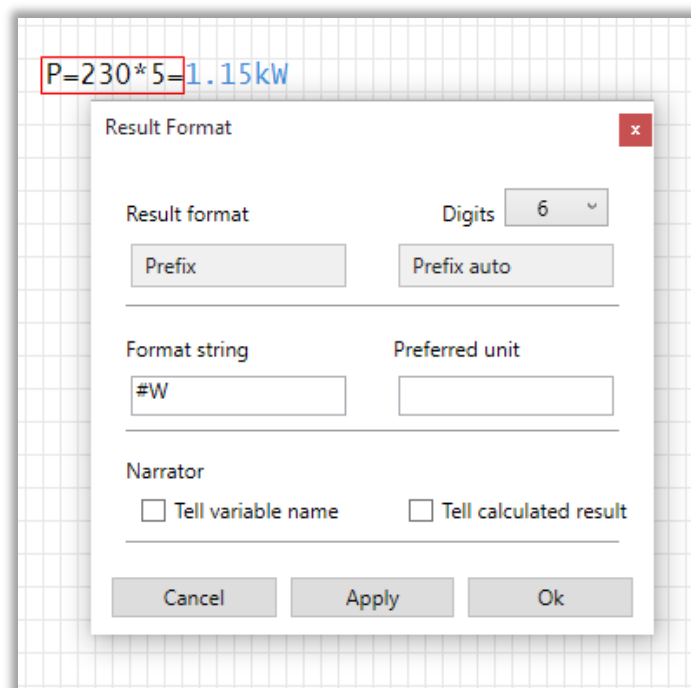 P=230*5=1.15kW
Result Format
x
Result format Digits 6
Prefix Prefix auto
Format string Preferred unit
#W
Narrator
Tell variable name Tell calculated result
Cancel Apply Ok